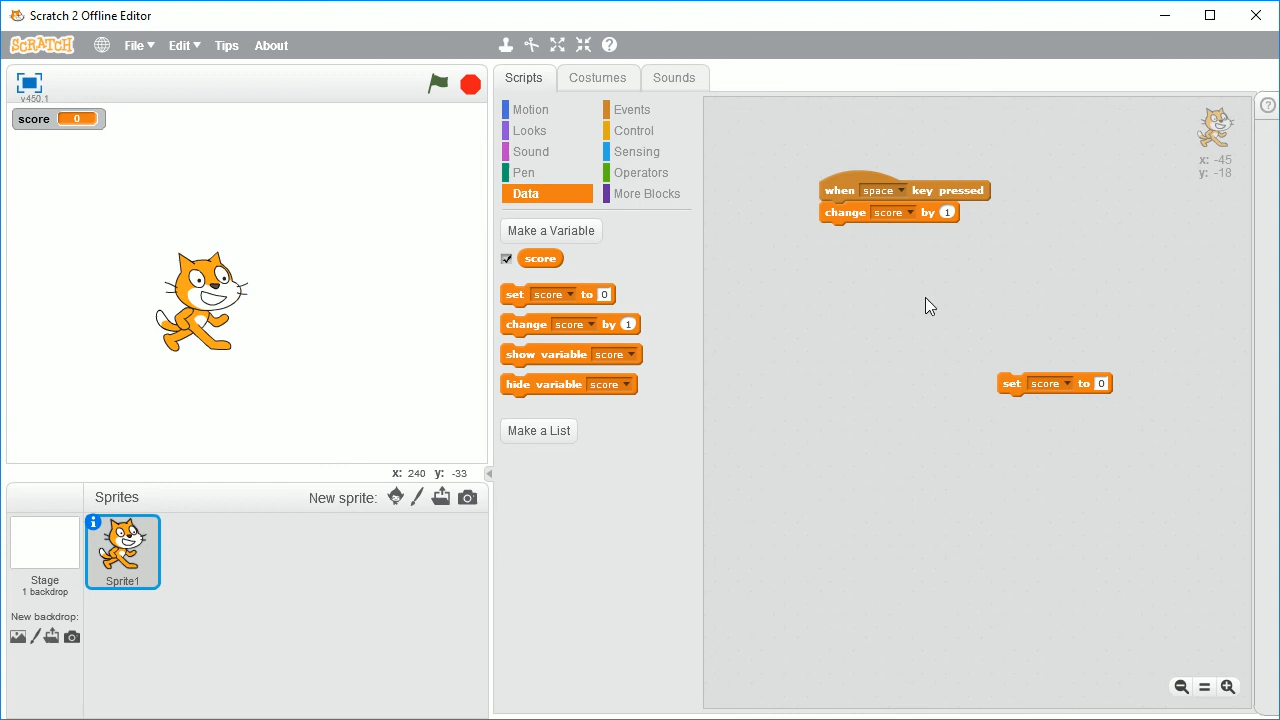 Scratch 2 Offline Editor
SCRATCH File Edit Tips About
v450.1
score 0
x: 240 y: -33
Sprites New sprite:
Sprite1
Stage
1 backdrop
New backdrop:
Scripts Costumes Sounds
Motion Events
Looks Control
Sound Sensing
Pen Operators
Data More Blocks
Make a Variable
score
set score to 0
change score by 1
show variable score
hide variable score
Make a List
x: -45
y: -18
when space key pressed
change score by 1
set score to 0